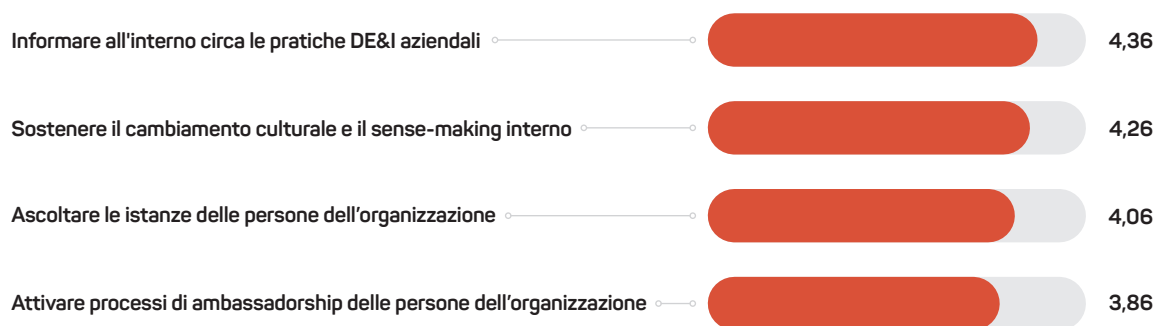 Informare all'interno circa le pratiche DE&I aziendali 4,36
Sostenere il cambiamento culturale e il sense-making interno 4,26
Ascoltare le istanze delle persone dell'organizzazione 4,06
Attivare processi di ambassadorship delle persone dell'organizzazione 3,86